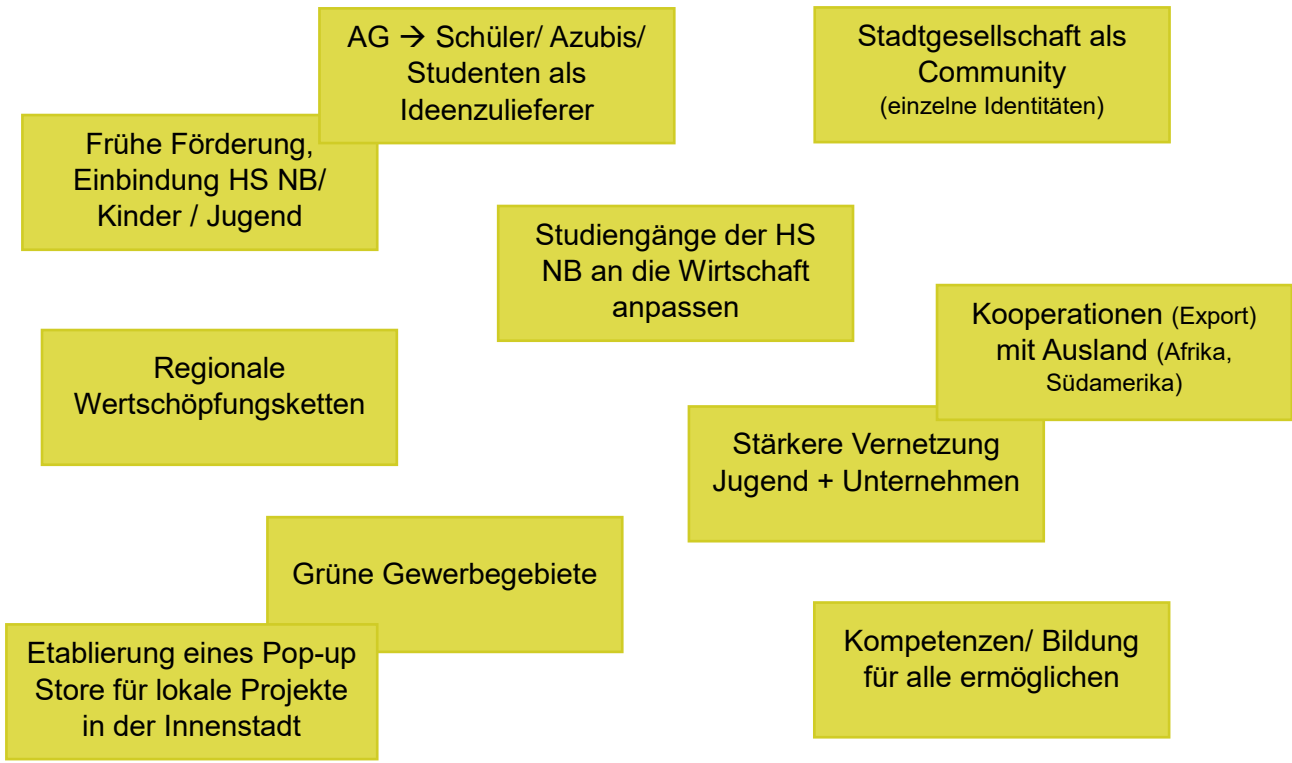 AG → Schüler/ Azubis/
Studenten als
Ideenzulieferer
Stadtgesellschaft als
Community
(einzelne Identitäten)
Frühe Förderung,
Einbindung HS NB/
Kinder / Jugend
Studiengänge der HS
NB an die Wirtschaft
anpassen
Kooperationen (Export)
mit Ausland (Afrika,
Südamerika)
Regionale
Wertschöpfungsketten
Stärkere Vernetzung
Jugend + Unternehmen
Grüne Gewerbegebiete
Etablierung eines Pop-up
Store für lokale Projekte
in der Innenstadt
Kompetenzen/ Bildung
für alle ermöglichen